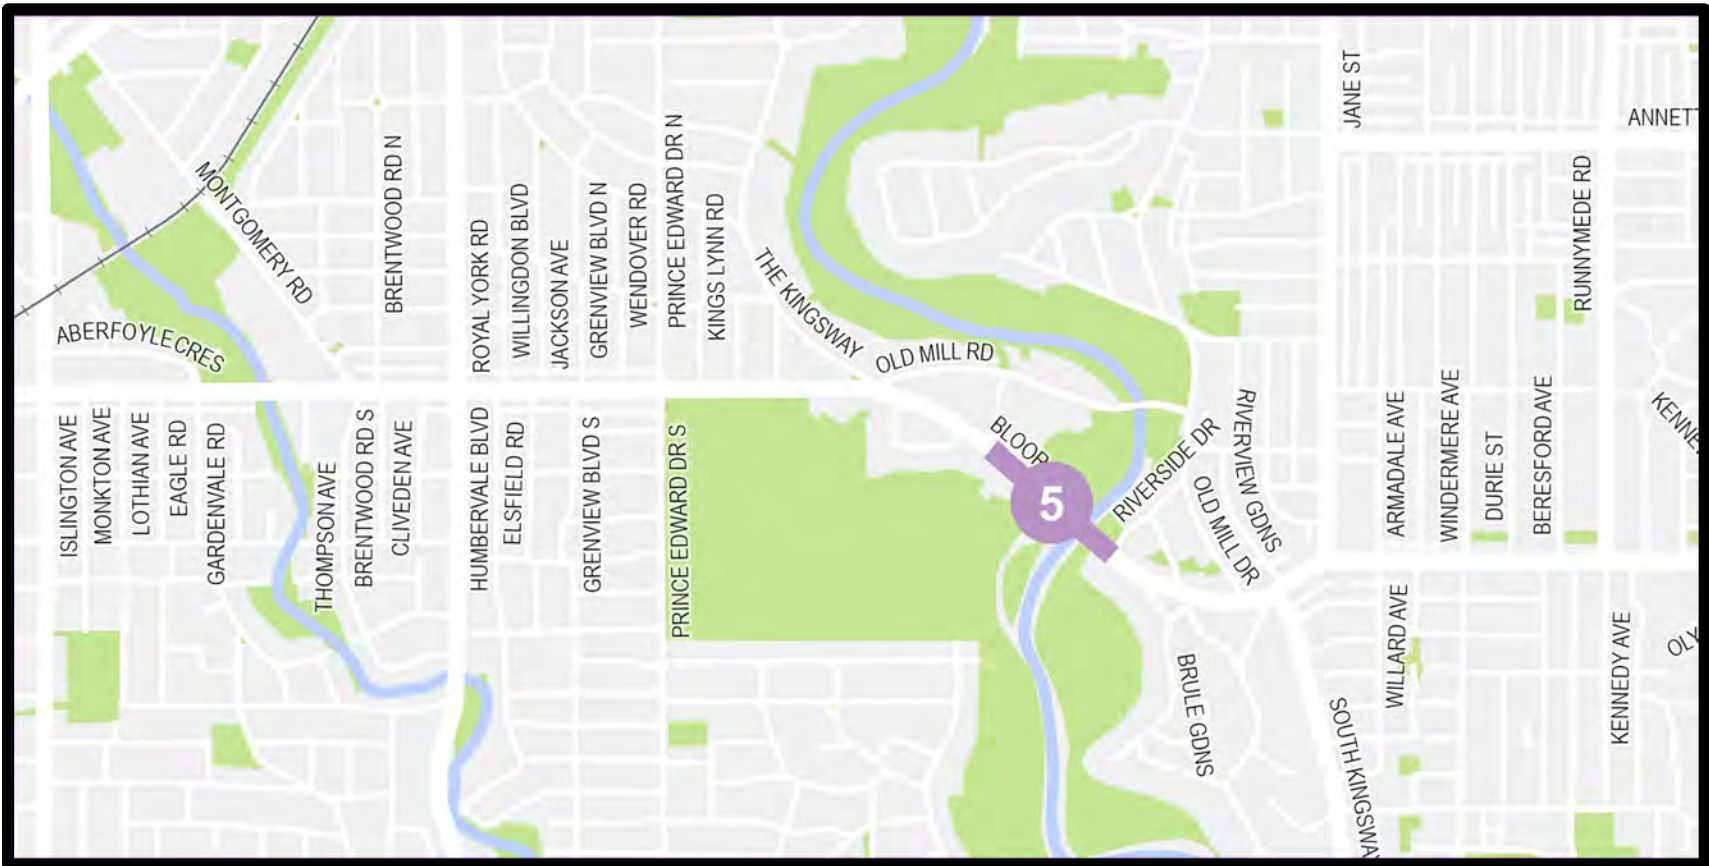 JANE ST
ANNETT
MONTGOMERY RD
BRENTWOOD RD N
ROYAL YORK RD
WILLINGDON BLVD
JACKSON AVE
GRENVIEW BLVD N
WENDOVER RD
PRINCE EDWARD DR N
KINGS LYNN RD
THE KINGSWAY
OLD MILL RD
RUNNYMEDE RD
ABERFOYLE CRES
ISLINGTON AVE
MONKTON AVE
LOTHIAN AVE
EAGLE RD
GARDENVALE RD
THOMPSON AVE
BRENTWOOD RD S
CLIVEDEN AVE
HUMBERVALE BLVD
ELSFIELD RD
GRENVIEW BLVD S
PRINCE EDWARD DR S
BLOOR
5
RIVERSIDE DR
RIVERVIEW GDNS
OLD MILL DR
ARMADALE AVE
WINDERMERE AVE
DURIE ST
BERESFORD AVE
KENNE
BRULE GDNS
SOUTH KINGSWA
WILLARD AVE
KENNEDY AVE
OLY